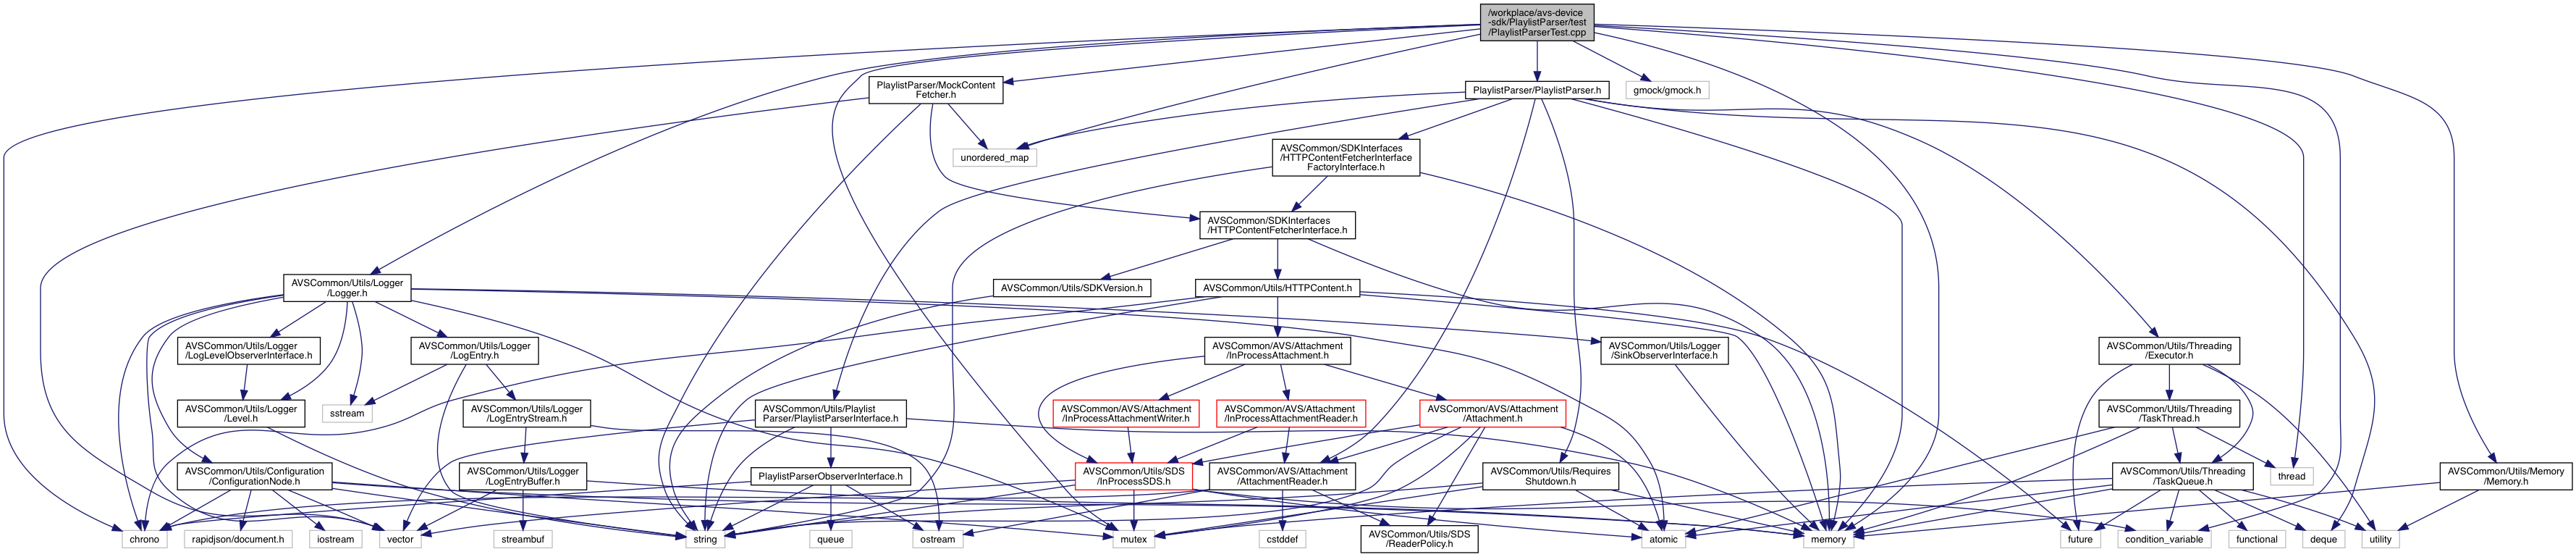 /workplace/avs-device
-sdk/PlaylistParser/test
/PlaylistParserTest.cpp
PlaylistParser/MockContent
Fetcher.h
PlaylistParser/PlaylistParser.h
gmock/gmock.h
unordered_map
AVSCommon/SDKInterfaces
/HTTPContentFetcherInterface
FactoryInterface.h
AVSCommon/SDKInterfaces
/HTTPContentFetcherInterface.h
AVSCommon/Utils/Logger
/Logger.h
AVSCommon/Utils/SDKVersion.h
AVSCommon/Utils/HTTPContent.h
AVSCommon/Utils/Logger
/LogLevelObserverInterface.h
AVSCommon/Utils/Logger
/LogEntry.h
AVSCommon/AVS/Attachment
/InProcessAttachment.h
AVSCommon/Utils/Logger
/SinkObserverInterface.h
AVSCommon/Utils/Threading
/Executor.h
AVSCommon/Utils/Logger
/Level.h
sstream
AVSCommon/Utils/Logger
/LogEntryStream.h
AVSCommon/Utils/Playlist
Parser/PlaylistParserInterface.h
AVSCommon/AVS/Attachment
/InProcessAttachmentWriter.h
AVSCommon/AVS/Attachment
/InProcessAttachmentReader.h
AVSCommon/AVS/Attachment
/Attachment.h
AVSCommon/Utils/Threading
/TaskThread.h
AVSCommon/Utils/Configuration
/ConfigurationNode.h
AVSCommon/Utils/Logger
/LogEntryBuffer.h
PlaylistParserObserverInterface.h
AVSCommon/Utils/SDS
/InProcessSDS.h
AVSCommon/AVS/Attachment
/AttachmentReader.h
AVSCommon/Utils/Requires
Shutdown.h
AVSCommon/Utils/Threading
/TaskQueue.h
thread
AVSCommon/Utils/Memory
/Memory.h
chrono
rapidjson/document.h
iostream
vector
streambuf
string
queue
ostream
mutex
cstddef
AVSCommon/Utils/SDS
/ReaderPolicy.h
atomic
memory
future
condition_variable
functional
deque
utility